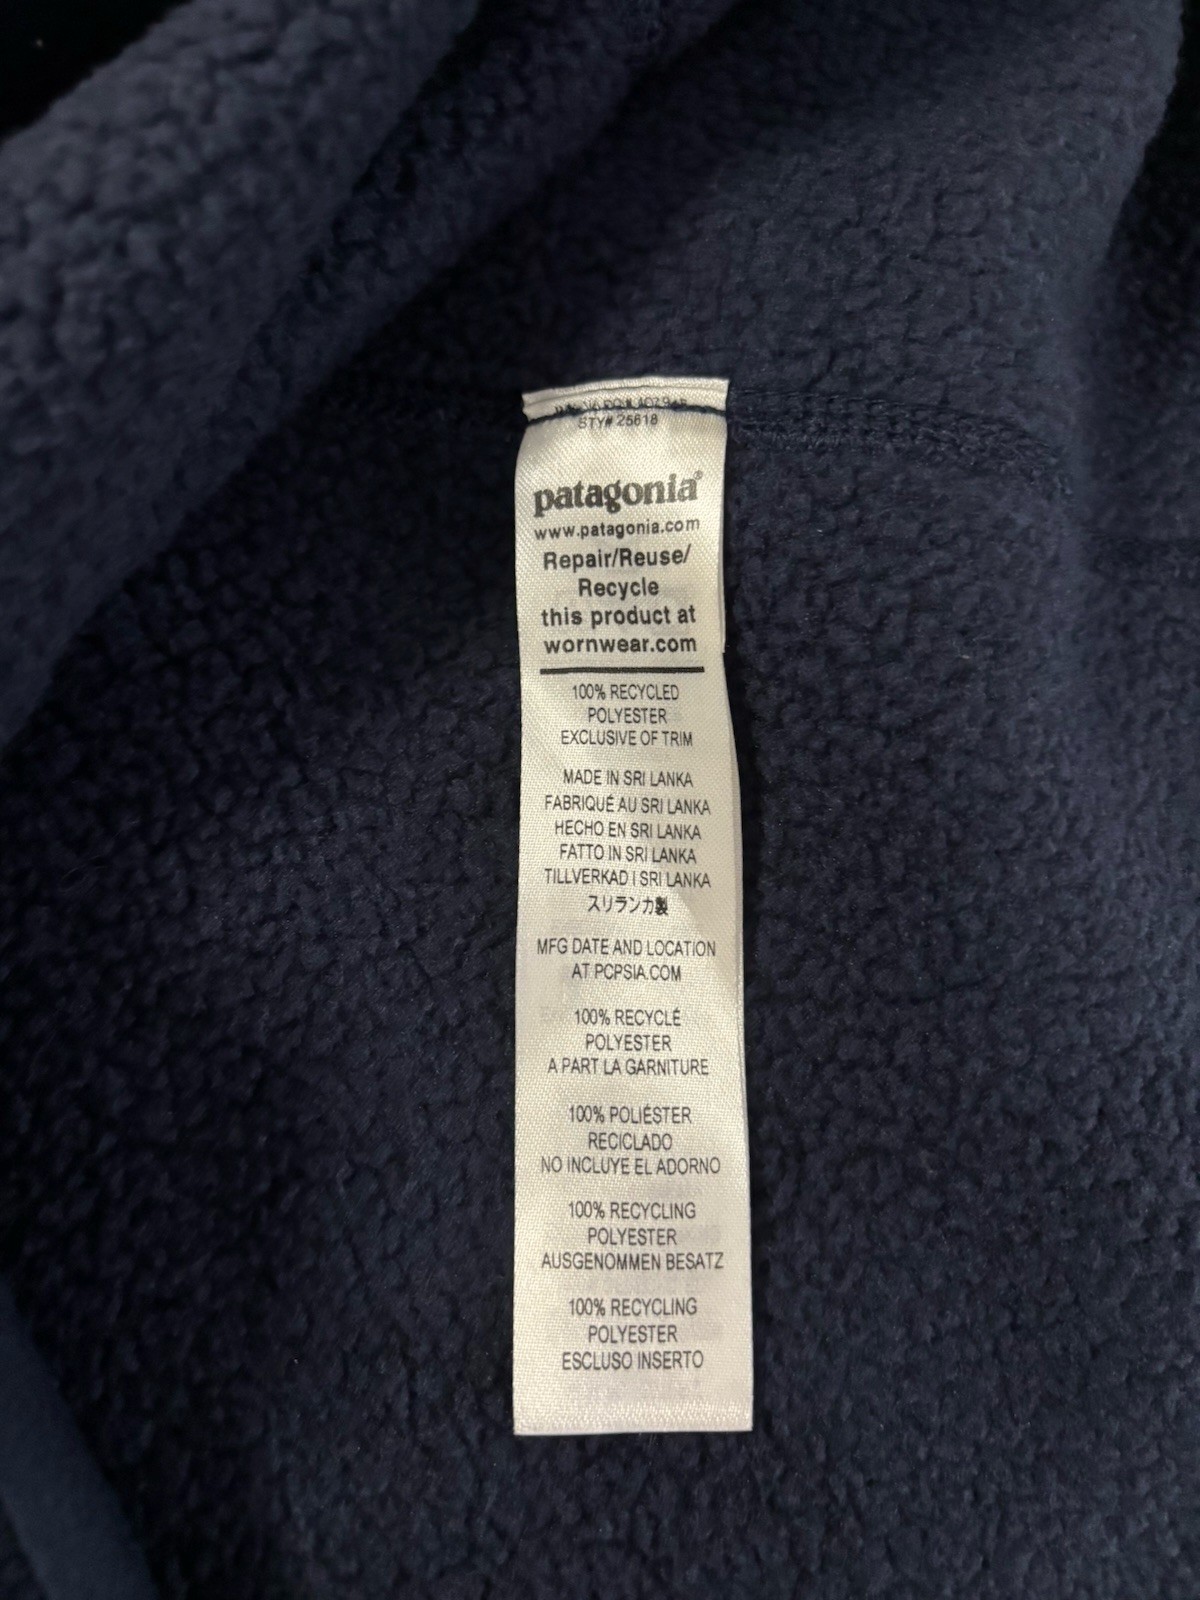 STY# 25618
patagonia®
www.patagonia.com
Repair/Reuse/
Recycle
this product at
wornwear.com
100% RECYCLED
POLYESTER
EXCLUSIVE OF TRIM
MADE IN SRI LANKA
FABRIQUÉ AU SRI LANKA
HECHO EN SRI LANKA
FATTO IN SRI LANKA
TILLVERKAD I SRI LANKA
スリランカ製
MFG DATE AND LOCATION
AT PCPSIA.COM
100% RECYCLÉ
POLYESTER
A PART LA GARNITURE
100% POLIÉSTER
RECICLADO
NO INCLUYE EL ADORNO
100% RECYCLING
POLYESTER
AUSGENOMMEN BESATZ
100% RECYCLING
POLYESTER
ESCLUSO INSERTO